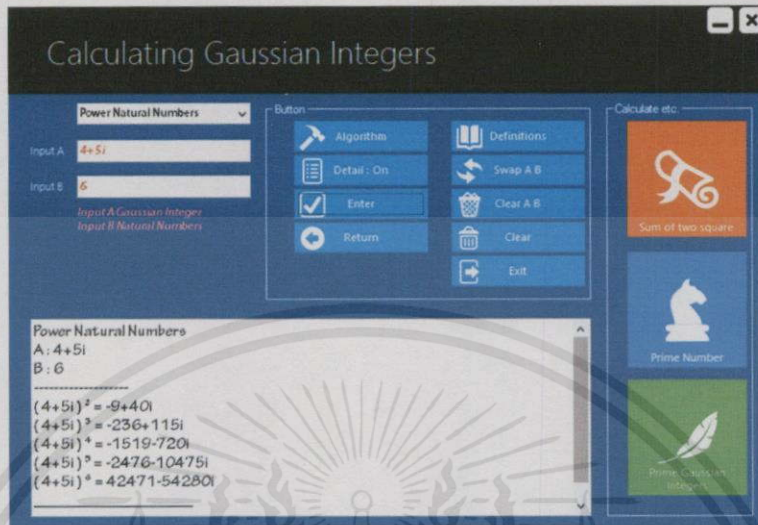 Calculating Gaussian Integers
Power Natural Numbers
Input A
4+5i
Input B
6
Input A Gaussian Integer
Input B Natural Numbers
Button
Algorithm
Definitions
Detail : On
Swap A B
Enter
Clear A B
Return
Clear
Exit
Calculate etc.
Sum of two square
Prime Number
Prime Gaussian
Integers
Power Natural Numbers
A : 4+5i
B : 6
-------------------
(4+5i)² = -9+40i
(4+5i)³ = -236+115i
(4+5i)⁴ = -1519-720i
(4+5i)⁵ = -2476-10475i
(4+5i)⁶ = 42471-54280i